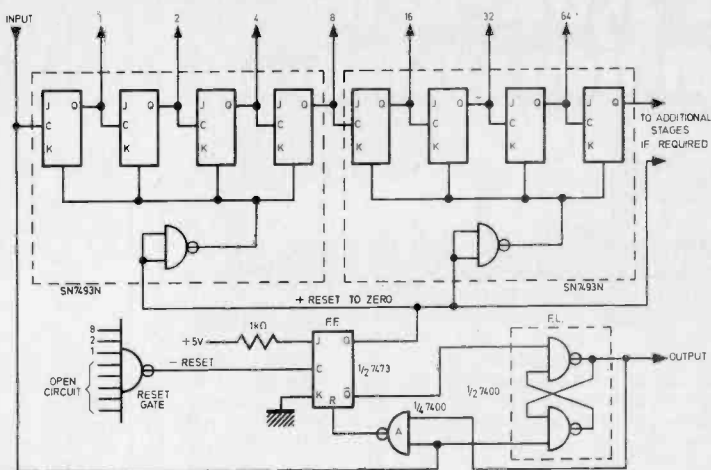 INPUT
1 2 4 8 16 32 64
J Q J Q J Q J Q J Q J Q J Q J Q
C C C C C C C C
K K K K K K K K
TO ADDITIONAL
STAGES
IF REQUIRED
SN7493N
SN7493N
+ RESET TO ZERO
1kΩ
+5V
F.F.
J Q
C
K Q̅
R
1/2 7473
8
2
1
OPEN
CIRCUIT
RESET
GATE
− RESET
1/4 7400
A
F.L.
1/2 7400
OUTPUT